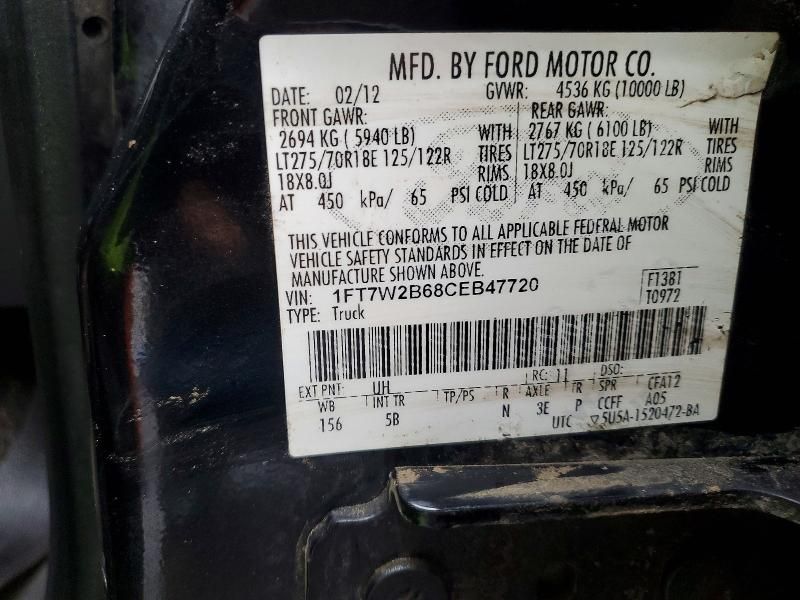 MFD. BY FORD MOTOR CO.
DATE: 02/12 GVWR: 4536 KG (10000 LB)
FRONT GAWR: REAR GAWR:
2694 KG ( 5940 LB) WITH 2767 KG ( 6100 LB) WITH
LT275/70R18E 125/122R TIRES LT275/70R18E 125/122R TIRES
18X8.0J RIMS 18X8.0J RIMS
AT 450 kPa/ 65 PSI COLD AT 450 kPa/ 65 PSI COLD
THIS VEHICLE CONFORMS TO ALL APPLICABLE FEDERAL MOTOR
VEHICLE SAFETY STANDARDS IN EFFECT ON THE DATE OF
MANUFACTURE SHOWN ABOVE.
VIN: 1FT7W2B68CEB47720 F1381
TYPE: Truck T0972
EXT PNT: UH RC: 11 DSO:
WB INT TR TP/PS R AXLE TR SPR CFA12
156 5B N 3E P CCFF A05
UTC ▽5U5A-1520472-BA